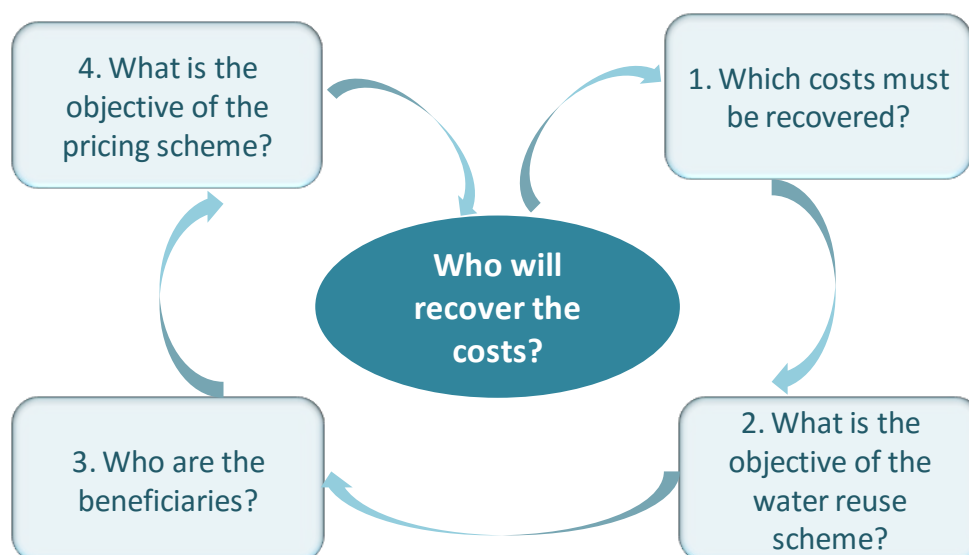 4. What is the
objective of the
pricing scheme?
1. Which costs must
be recovered?
Who will
recover the
costs?
3. Who are the
beneficiaries?
2. What is the
objective of the
water reuse
scheme?